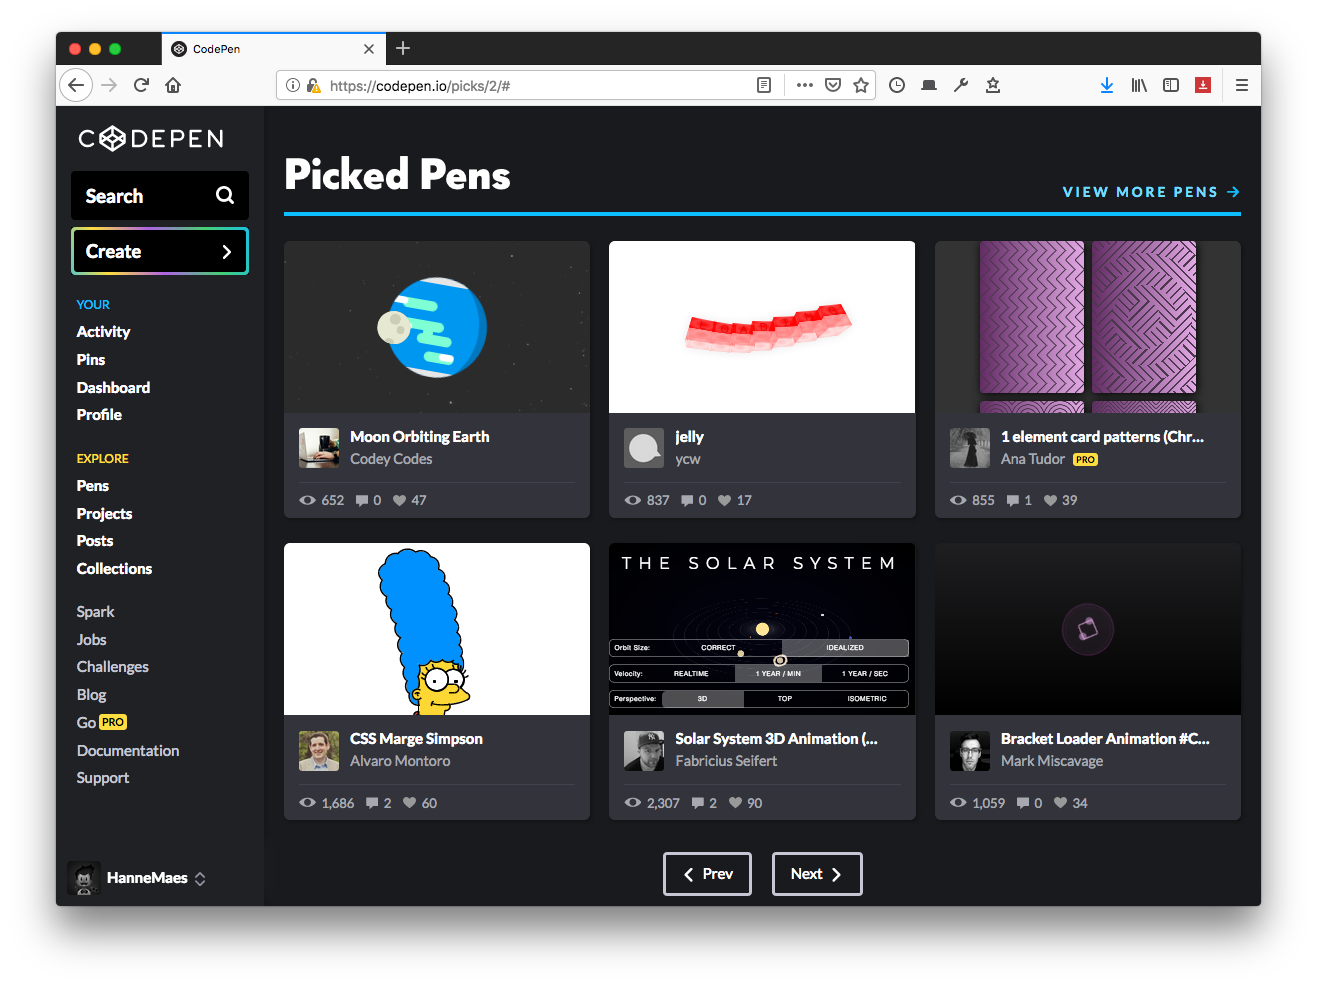 CodePen
https://codepen.io/picks/2/#
CODEPEN
Search
Create
YOUR
Activity
Pins
Dashboard
Profile
EXPLORE
Pens
Projects
Posts
Collections
Spark
Jobs
Challenges
Blog
Go PRO
Documentation
Support
HanneMaes
Picked Pens
VIEW MORE PENS
Moon Orbiting Earth
Codey Codes
652 0 47
jelly
ycw
837 0 17
1 element card patterns (Chr...
Ana Tudor PRO
855 1 39
CSS Marge Simpson
Alvaro Montoro
1,686 2 60
THE SOLAR SYSTEM
Orbit Size: CORRECT IDEALIZED
Velocity: REALTIME 1 YEAR / MIN 1 YEAR / SEC
Perspective: 3D TOP ISOMETRIC
Solar System 3D Animation (...
Fabricius Seifert
2,307 2 90
Bracket Loader Animation #C...
Mark Miscavage
1,059 0 34
Prev
Next